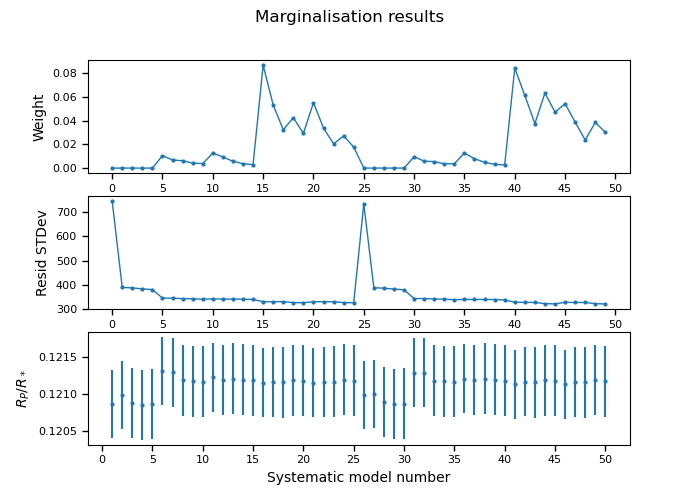 Marginalisation results
Weight
0.08
0.06
0.04
0.02
0.00
0 5 10 15 20 25 30 35 40 45 50
Resid STDev
700
600
500
400
300
0 5 10 15 20 25 30 35 40 45 50
R_P/R_*
0.1215
0.1210
0.1205
0 5 10 15 20 25 30 35 40 45 50
Systematic model number